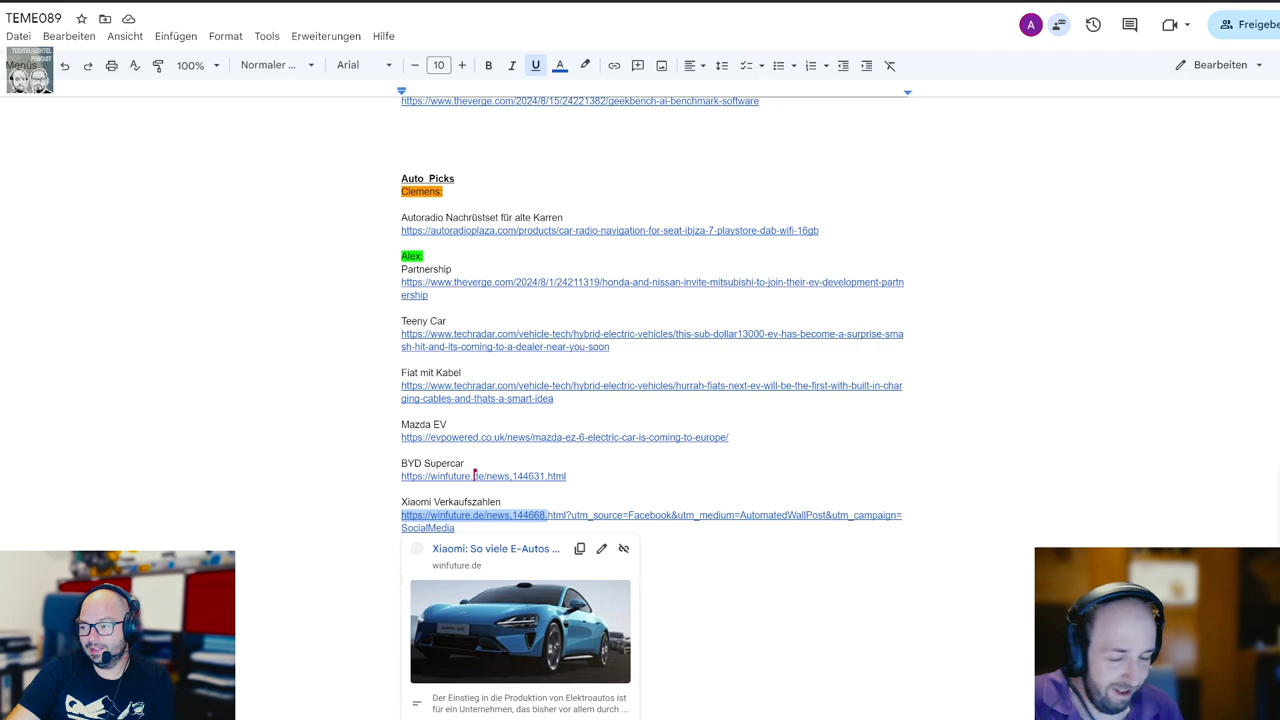 TEME089
Datei Bearbeiten Ansicht Einfügen Format Tools Erweiterungen Hilfe
A
Freigebe
TECHTELMECHTEL
PODCAST
Menüs
100%
Normaler ...
Arial
10
B I U A
Bearbeiten
https://www.theverge.com/2024/8/15/24221382/geekbench-ai-benchmark-software
Auto Picks
Clemens:
Autoradio Nachrüstset für alte Karren
https://autoradioplaza.com/products/car-radio-navigation-for-seat-ibiza-7-playstore-dab-wifi-16gb
Alex:
Partnership
https://www.theverge.com/2024/8/1/24211319/honda-and-nissan-invite-mitsubishi-to-join-their-ev-development-partn
ership
Teeny Car
https://www.techradar.com/vehicle-tech/hybrid-electric-vehicles/this-sub-dollar13000-ev-has-become-a-surprise-sma
sh-hit-and-its-coming-to-a-dealer-near-you-soon
Fiat mit Kabel
https://www.techradar.com/vehicle-tech/hybrid-electric-vehicles/hurrah-fiats-next-ev-will-be-the-first-with-built-in-char
ging-cables-and-thats-a-smart-idea
Mazda EV
https://evpowered.co.uk/news/mazda-ez-6-electric-car-is-coming-to-europe/
BYD Supercar
https://winfuture.de/news,144631.html
Xiaomi Verkaufszahlen
https://winfuture.de/news,144668.html?utm_source=Facebook&utm_medium=AutomatedWallPost&utm_campaign=
SocialMedia
Xiaomi: So viele E-Autos ...
winfuture.de
Der Einstieg in die Produktion von Elektroautos ist
für ein Unternehmen, das bisher vor allem durch ...